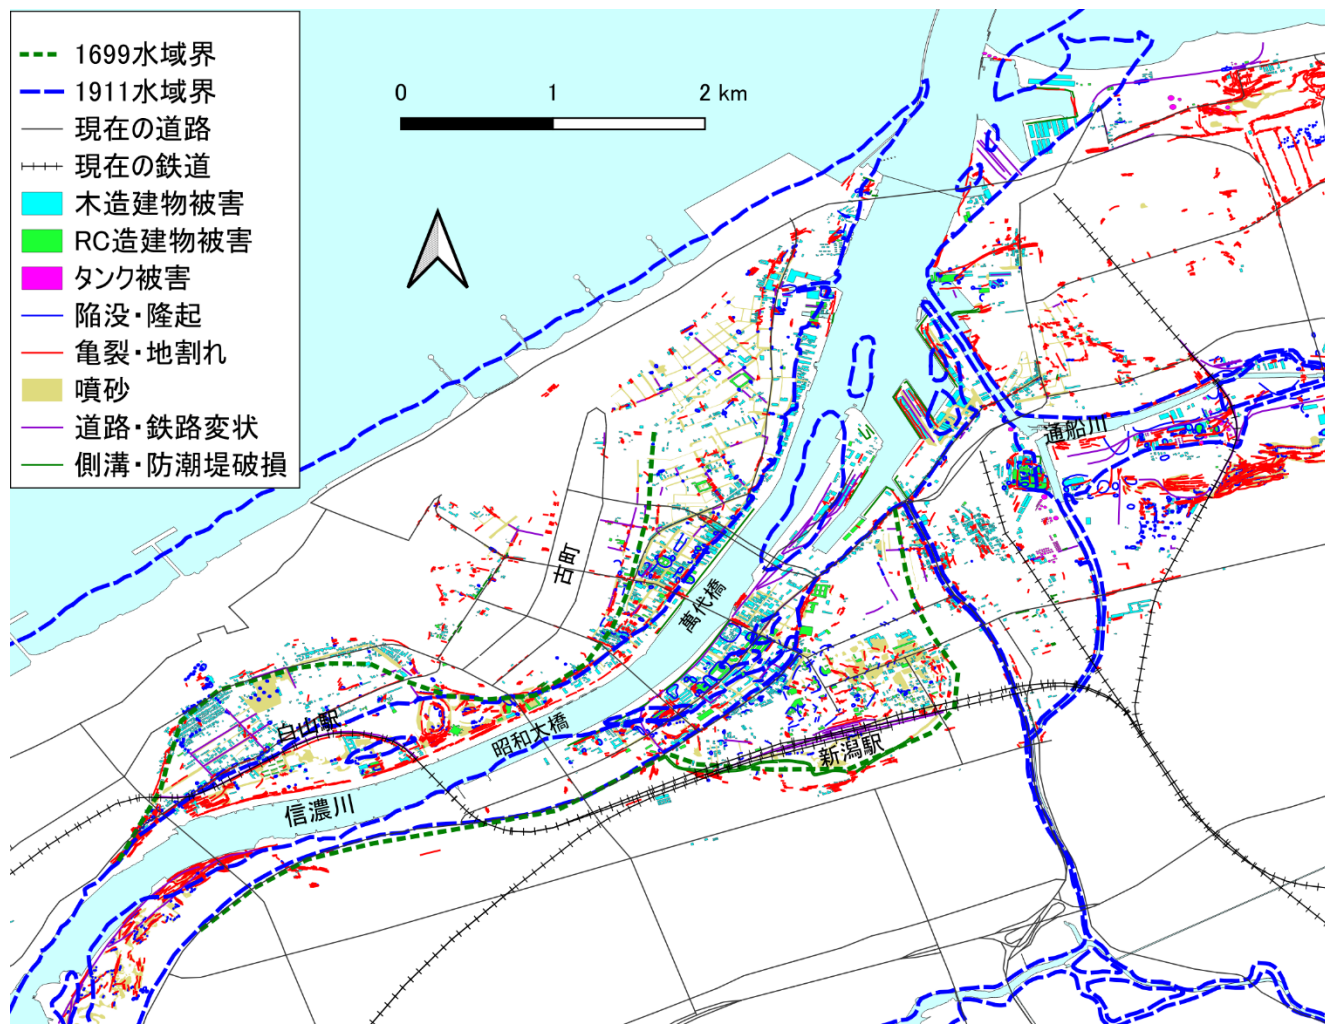 1699水域界
1911水域界
現在の道路
現在の鉄道
木造建物被害
RC造建物被害
タンク被害
陥没・隆起
亀裂・地割れ
噴砂
道路・鉄路変状
側溝・防潮堤破損
0 1 2 km
通船川
古町
萬代橋
白山駅
昭和大橋
新潟駅
信濃川